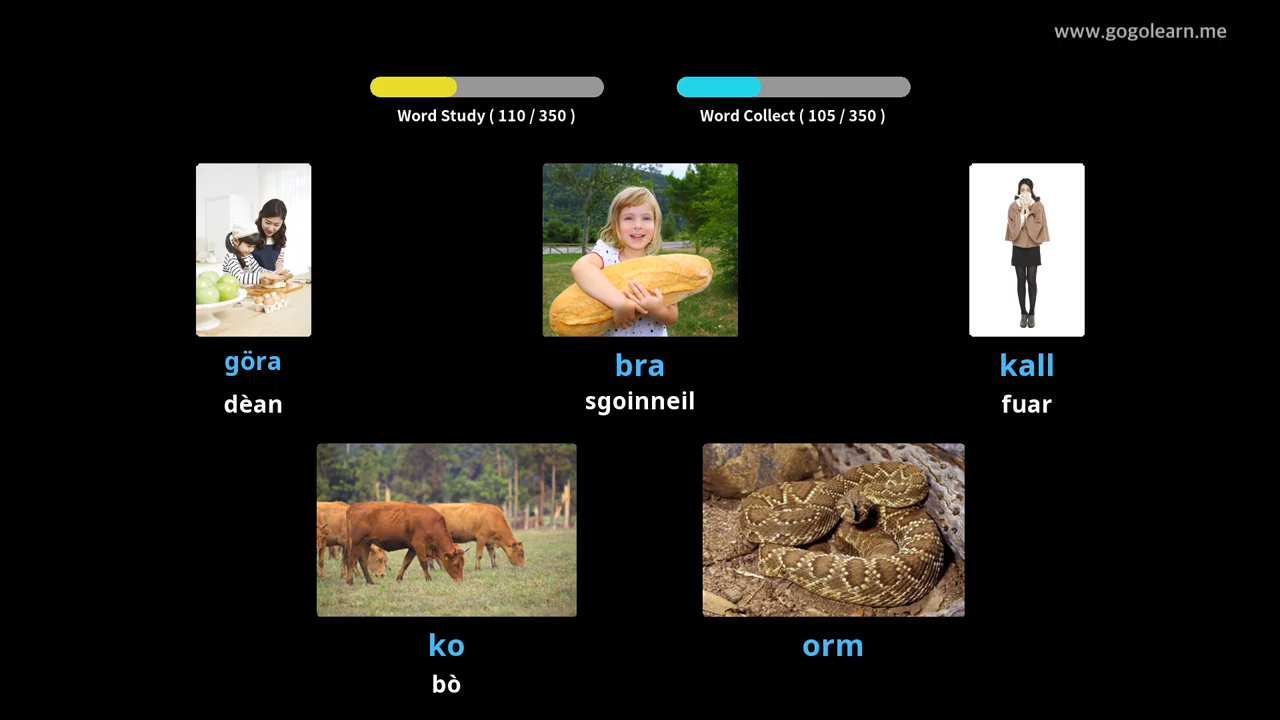 www.gogolearn.me
Word Study ( 110 / 350 )
Word Collect ( 105 / 350 )
göra
dèan
bra
sgoinneil
kall
fuar
ko
bò
orm